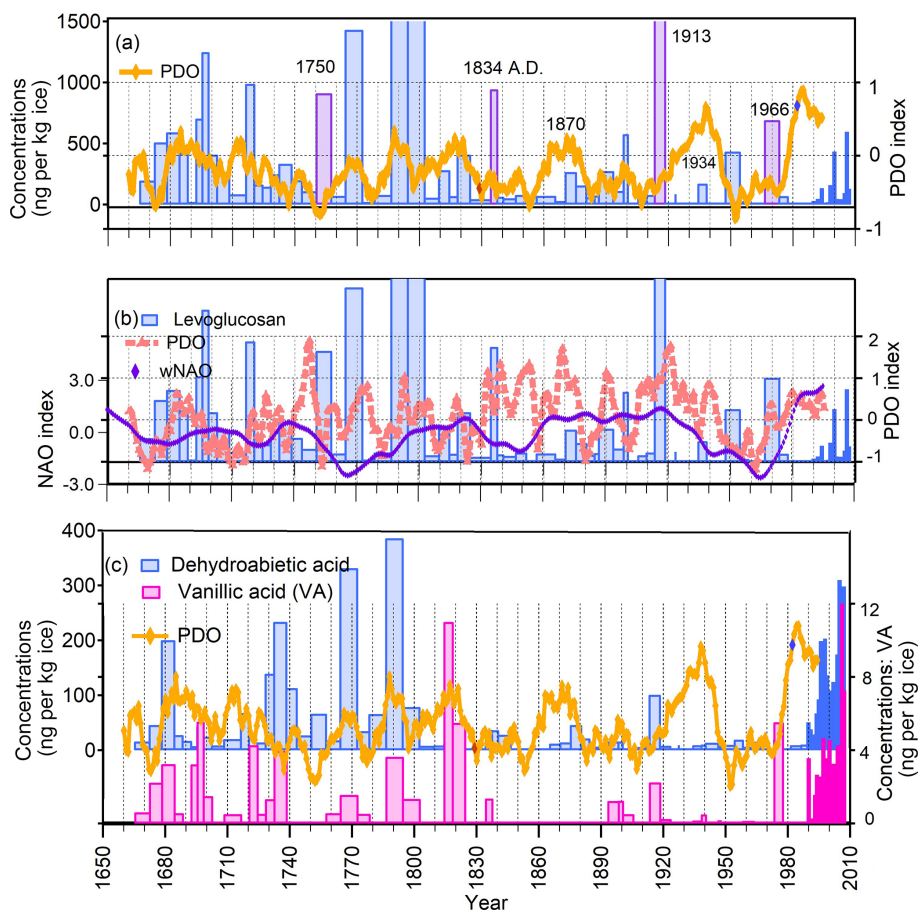 (a)
PDO
1750
1834 A.D.
1870
1913
1934
1966
1500
1000
500
0
Concentrations
(ng per kg ice)
1
0
-1
PDO index
(b)
Levoglucosan
PDO
wNAO
3.0
0.0
-3.0
NAO index
2
1
0
-1
PDO index
(c)
Dehydroabietic acid
Vanillic acid (VA)
PDO
400
300
200
100
0
Concentrations
(ng per kg ice)
12
8
4
0
Concentrations: VA
(ng per kg ice)
1650
1680
1710
1740
1770
1800
1830
1860
1890
1920
1950
1980
2010
Year